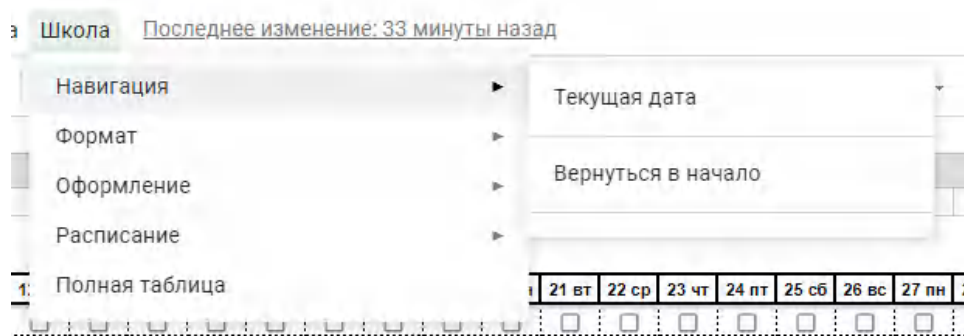 Школа Последнее изменение: 33 минуты назад
Навигация
Текущая дата
Формат
Вернуться в начало
Оформление
Расписание
Полная таблица
21 вт 22 ср 23 чт 24 пт 25 сб 26 вс 27 пн